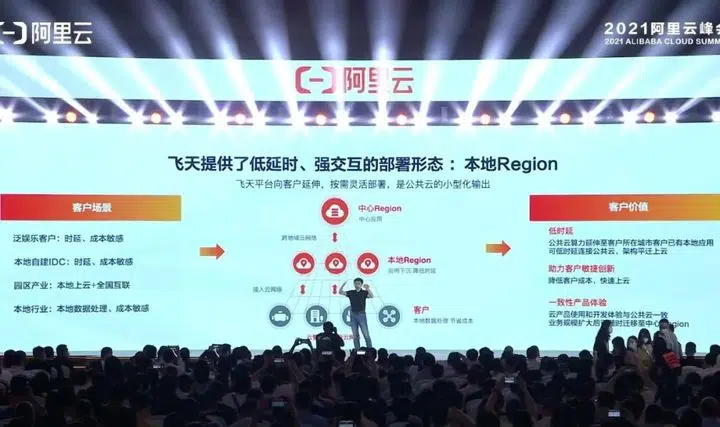 阿里云
2021阿里云峰会
2021 ALIBABA CLOUD SUMM
阿里云
飞天提供了低延时、强交互的部署形态：本地Region
飞天平台向客户延伸，按需灵活部署，是公共云的小型化输出
客户场景
泛娱乐客户：时延、成本敏感
本地自建IDC：时延、成本敏感
园区产业：本地上云+全国互联
本地行业：本地数据处理、成本敏感
中心Region
中心应用
跨地域云网络
本地Region
应用下沉 降低时延
接入云网络
客户
本地数据处理 节省成本
客户价值
低时延
公共云算力延伸至客户所在城市客户已有本地应用
可低时延连接公共云、架构平迁上云
助力客户敏捷创新
降低客户成本，快速上云
一致性产品体验
云产品使用和开发体验与公共云一致
业务规模扩大后 时迁移至中心 egion